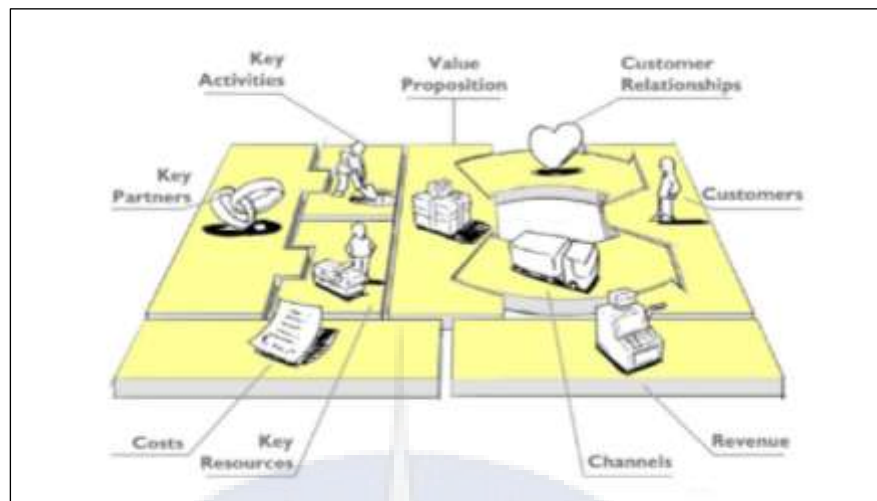 Key
Activities
Value
Proposition
Customer
Relationships
Key
Partners
Customers
Costs
Key
Resources
Channels
Revenue